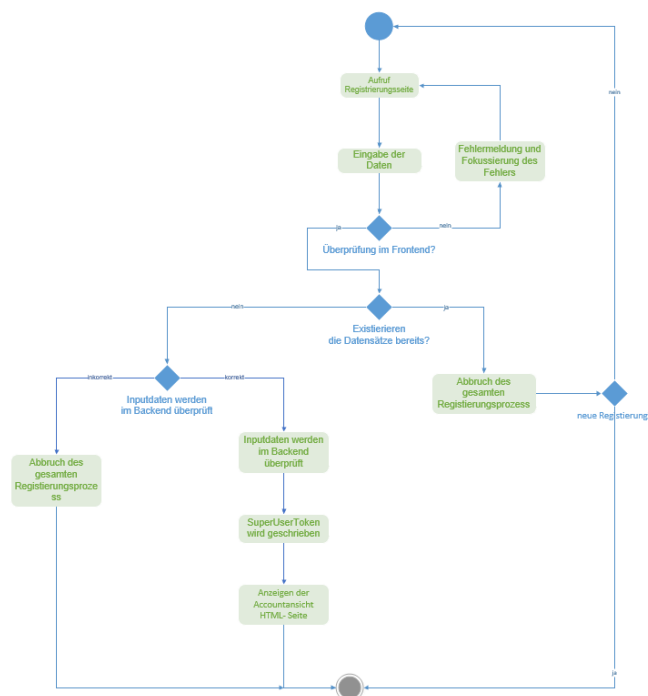 Aufruf
Registrierungsseite
nein
Eingabe der
Daten
Fehlermeldung und
Fokussierung des
Fehlers
ja
nein
Überprüfung im Frontend?
nein
ja
Existierieren
die Datensätze bereits?
inkorrekt
korrekt
Inputdaten werden
im Backend überprüft
Abbruch des
gesamten
Registierungsprozess
neue Registierung
Inputdaten werden
im Backend
überprüft
Abbruch des
gesamten
Registierungsproze
ss
SuperUserToken
wird geschrieben
Anzeigen der
Accountansicht
HTML- Seite
ja